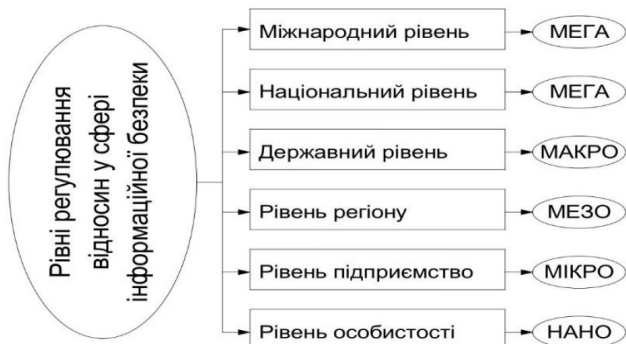 Рівні регулювання
відносин у сфері
інформаційної безпеки
Міжнародний рівень
МЕГА
Національний рівень
МЕГА
Державний рівень
МАКРО
Рівень регіону
МЕЗО
Рівень підприємство
МІКРО
Рівень особистості
НАНО